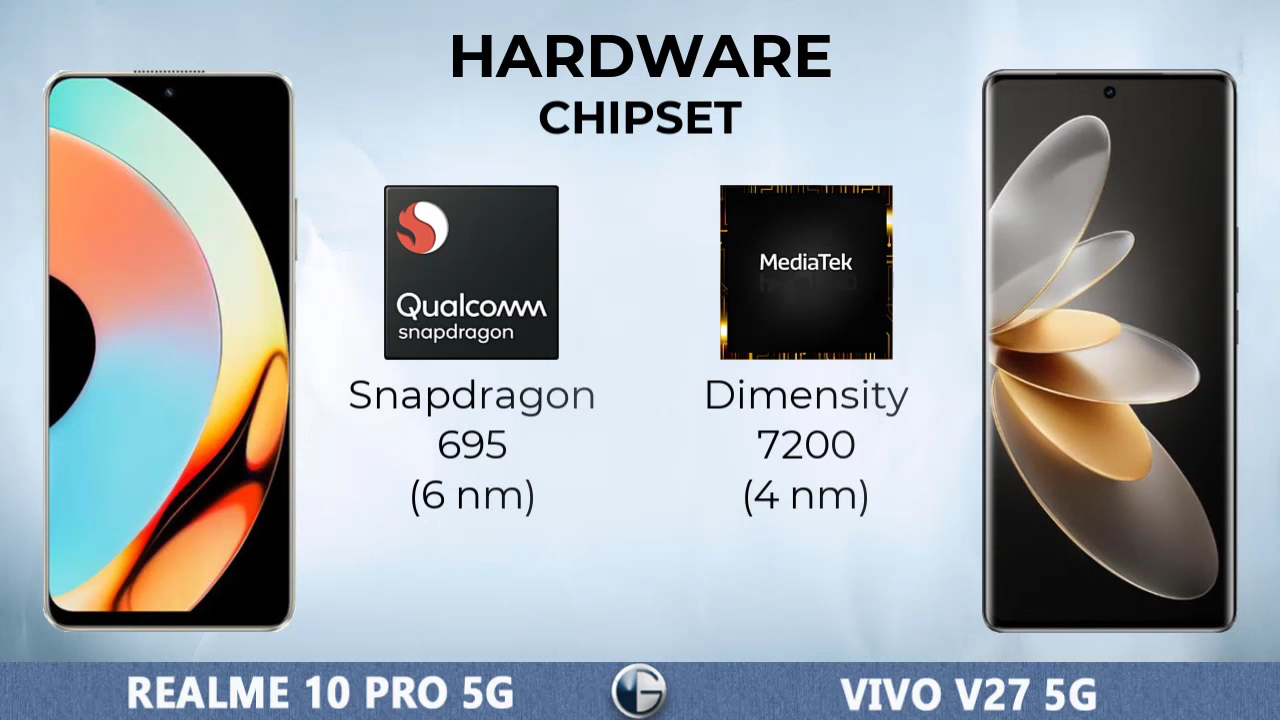 HARDWARE
CHIPSET
Qualcomm
snapdragon
MediaTek
Snapdragon
695
(6 nm)
Dimensity
7200
(4 nm)
REALME 10 PRO 5G
VIVO V27 5G